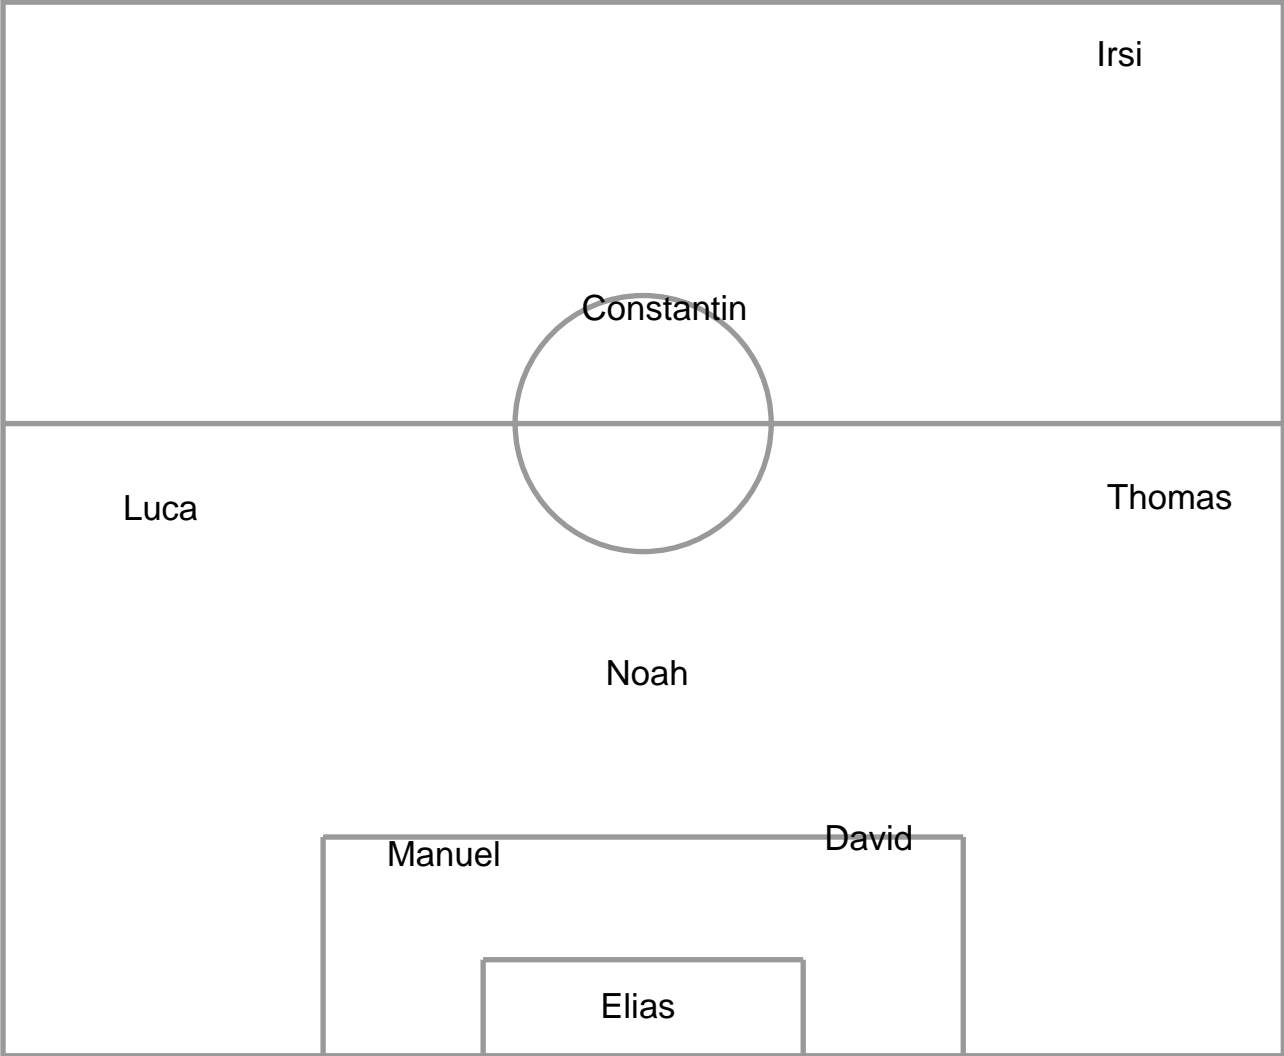 Irsi
Constantin
Luca
Thomas
Noah
Manuel
David
Elias